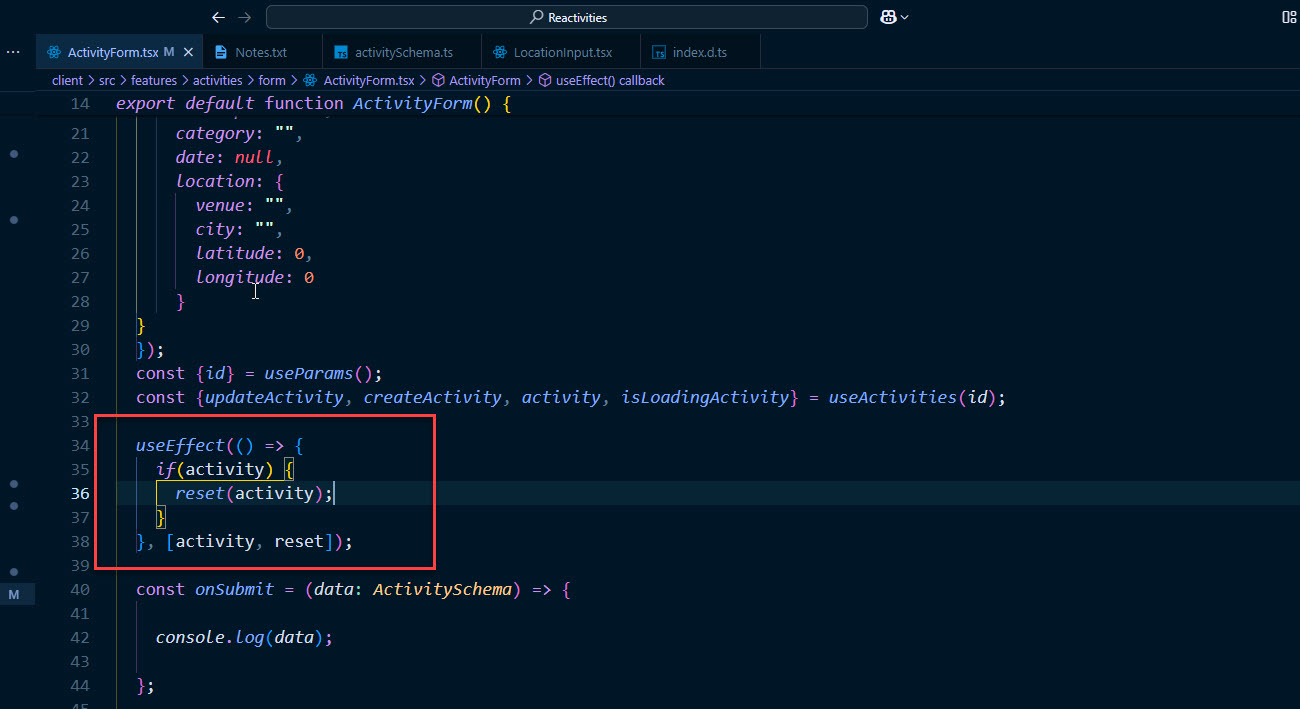 Reactivities
ActivityForm.tsx M
Notes.txt
TS activitySchema.ts
LocationInput.tsx
TS index.d.ts
client > src > features > activities > form > ActivityForm.tsx > ActivityForm > useEffect() callback
14 export default function ActivityForm() {
21 category: "",
22 date: null,
23 location: {
24 venue: "",
25 city: "",
26 latitude: 0,
27 longitude: 0
28 }
29 }
30 });
31 const {id} = useParams();
32 const {updateActivity, createActivity, activity, isLoadingActivity} = useActivities(id);
33
34 useEffect(() => {
35 if(activity) {
36 reset(activity);
37 }
38 }, [activity, reset]);
39
40 const onSubmit = (data: ActivitySchema) => {
41
42 console.log(data);
43
44 };
M